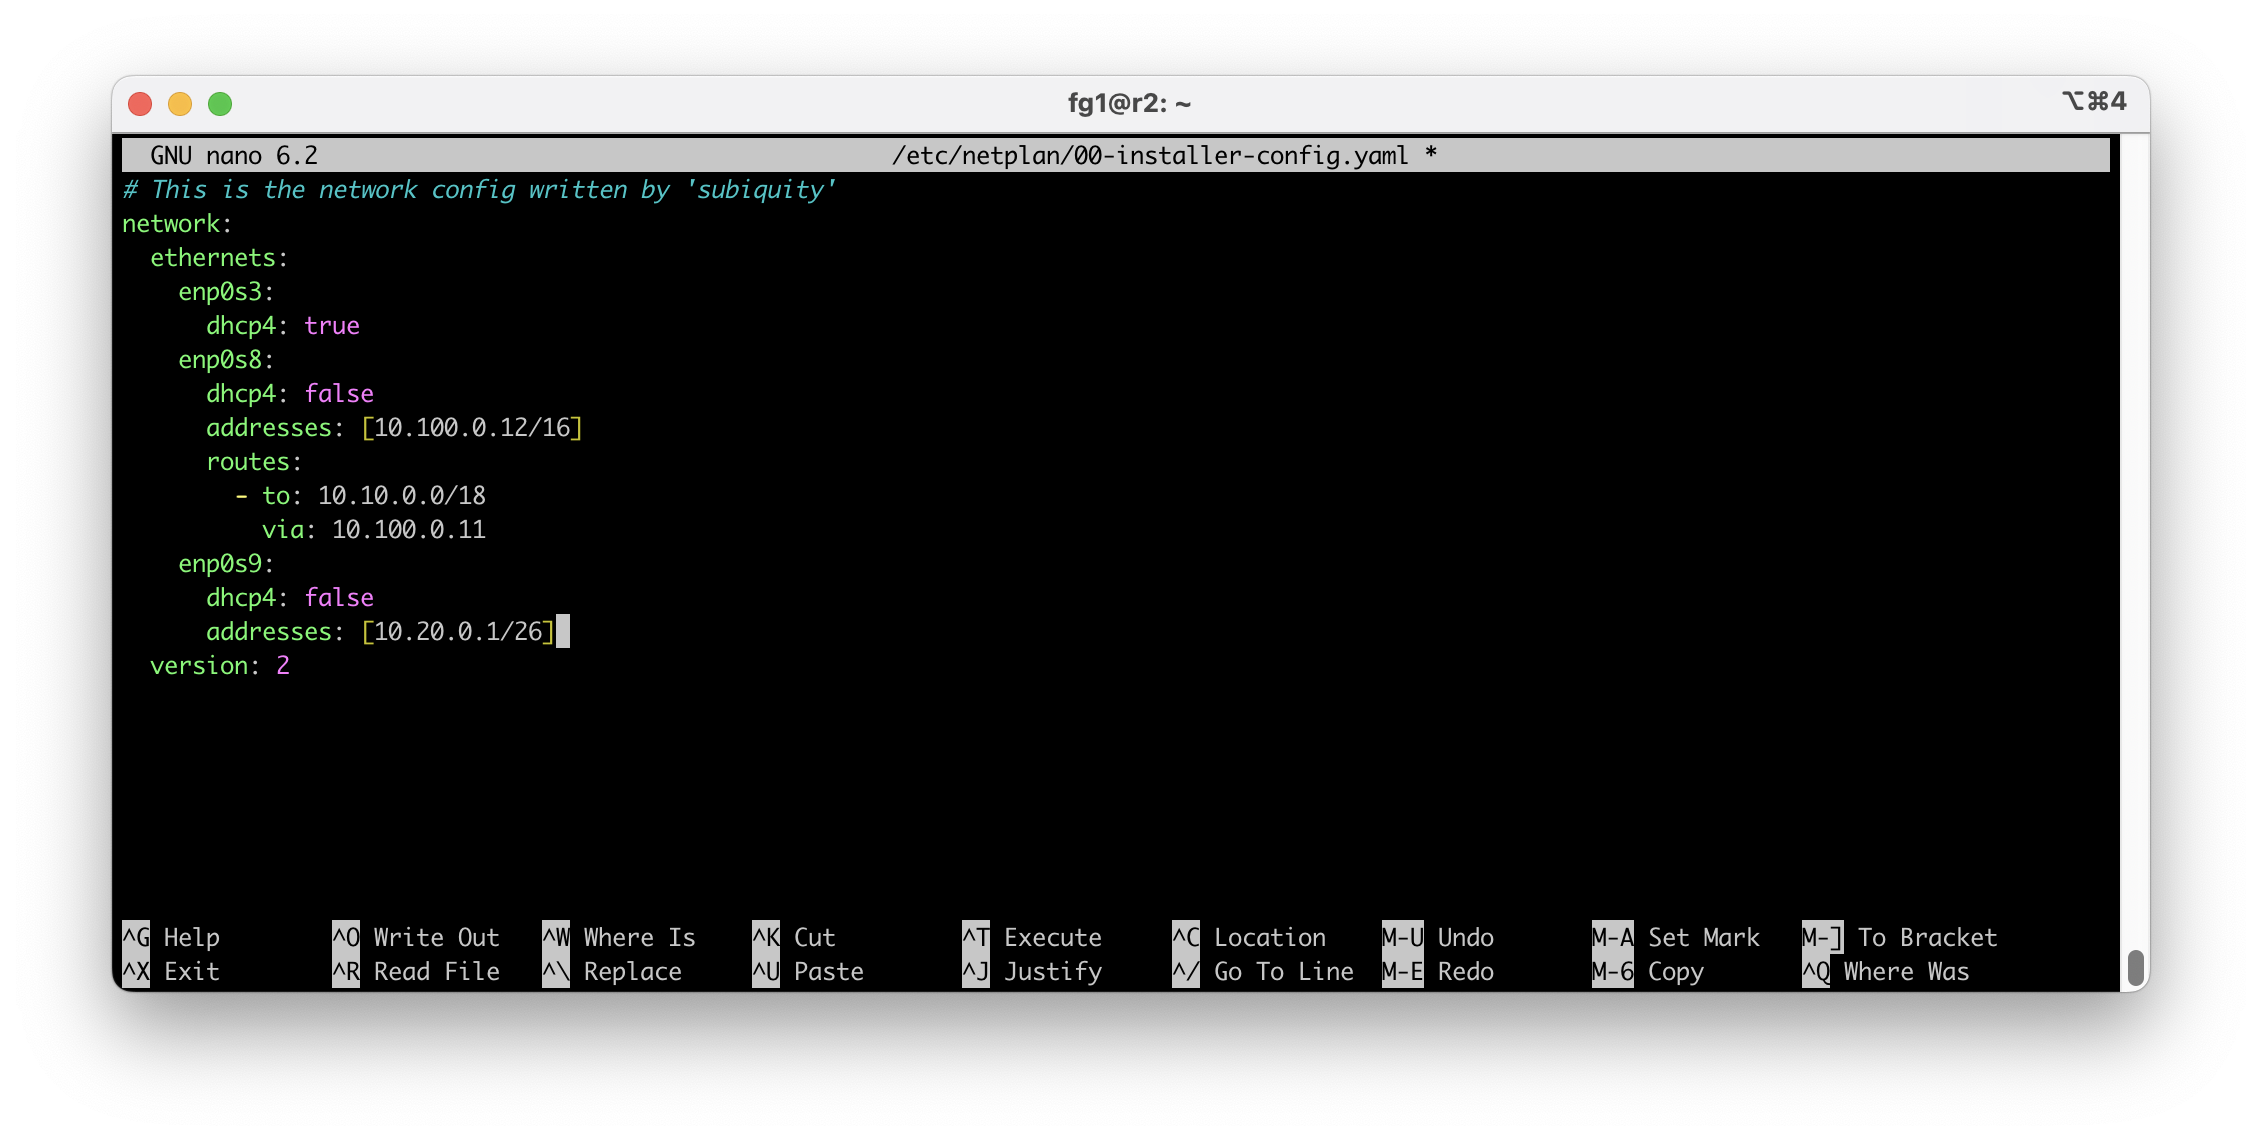 fg1@r2: ~
⌥⌘4
GNU nano 6.2 /etc/netplan/00-installer-config.yaml *
# This is the network config written by 'subiquity'
network:
  ethernets:
    enp0s3:
      dhcp4: true
    enp0s8:
      dhcp4: false
      addresses: [10.100.0.12/16]
      routes:
        - to: 10.10.0.0/18
          via: 10.100.0.11
    enp0s9:
      dhcp4: false
      addresses: [10.20.0.1/26]
  version: 2
^G Help ^O Write Out ^W Where Is ^K Cut ^T Execute ^C Location M-U Undo M-A Set Mark M-] To Bracket
^X Exit ^R Read File ^\ Replace ^U Paste ^J Justify ^/ Go To Line M-E Redo M-6 Copy ^Q Where Was